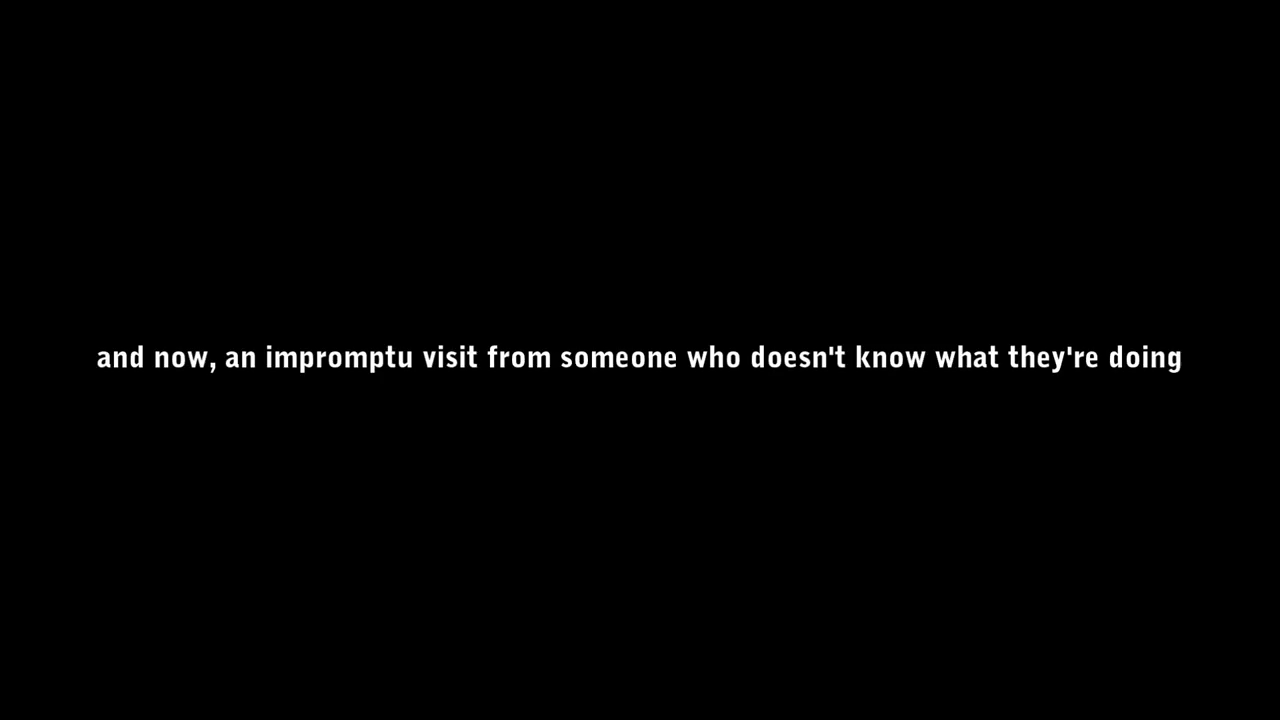 and now, an impromptu visit from someone who doesn't know what they're doing